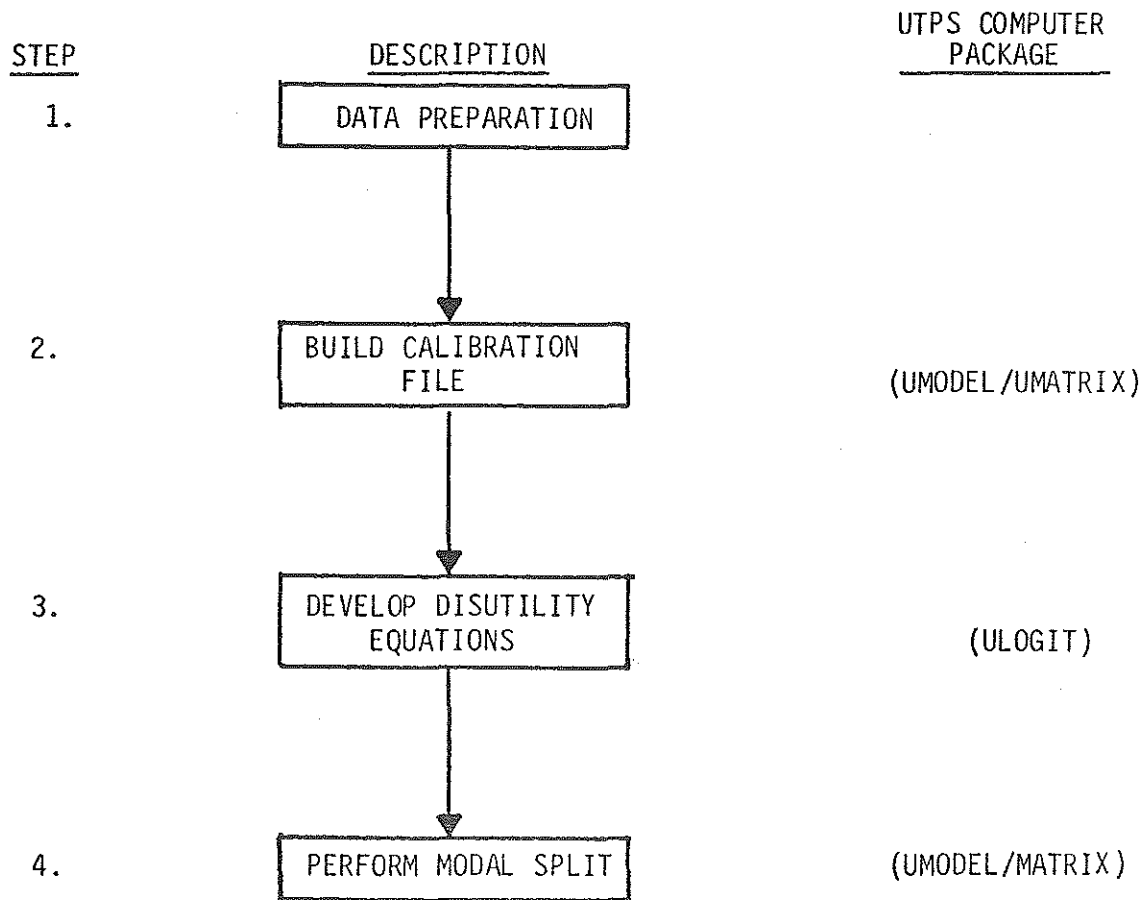 UTPS COMPUTER
STEP DESCRIPTION PACKAGE
1. DATA PREPARATION
2. BUILD CALIBRATION
FILE (UMODEL/UMATRIX)
3. DEVELOP DISUTILITY
EQUATIONS (ULOGIT)
4. PERFORM MODAL SPLIT (UMODEL/MATRIX)